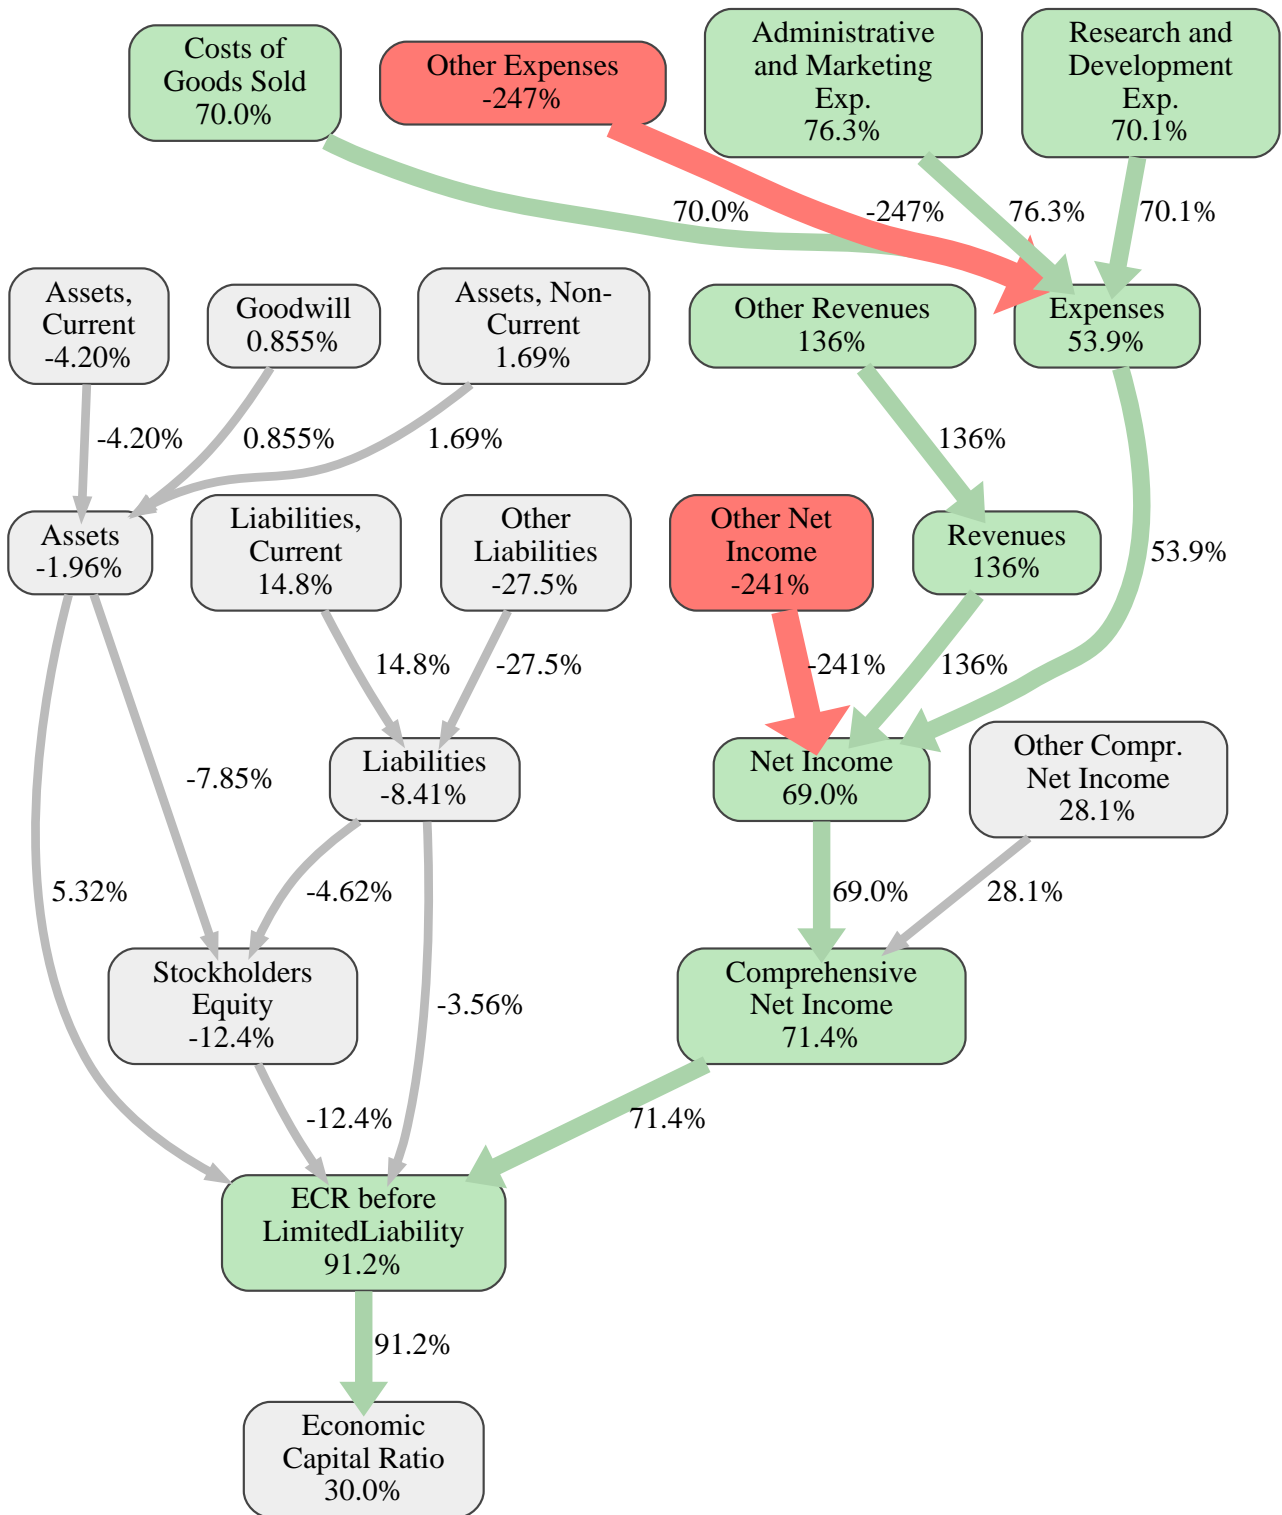 Costs of
Goods Sold
70.0%
Other Expenses
-247%
Administrative
and Marketing
Exp.
76.3%
Research and
Development
Exp.
70.1%
70.0%
-247%
76.3%
70.1%
Assets,
Current
-4.20%
Goodwill
0.855%
Assets, Non-
Current
1.69%
Other Revenues
136%
Expenses
53.9%
-4.20%
0.855%
1.69%
136%
Assets
-1.96%
Liabilities,
Current
14.8%
Other
Liabilities
-27.5%
Other Net
Income
-241%
Revenues
136%
53.9%
14.8%
-27.5%
-241%
136%
-7.85%
Liabilities
-8.41%
Net Income
69.0%
Other Compr.
Net Income
28.1%
5.32%
-4.62%
69.0%
28.1%
Stockholders
Equity
-12.4%
-3.56%
Comprehensive
Net Income
71.4%
-12.4%
71.4%
ECR before
LimitedLiability
91.2%
91.2%
Economic
Capital Ratio
30.0%